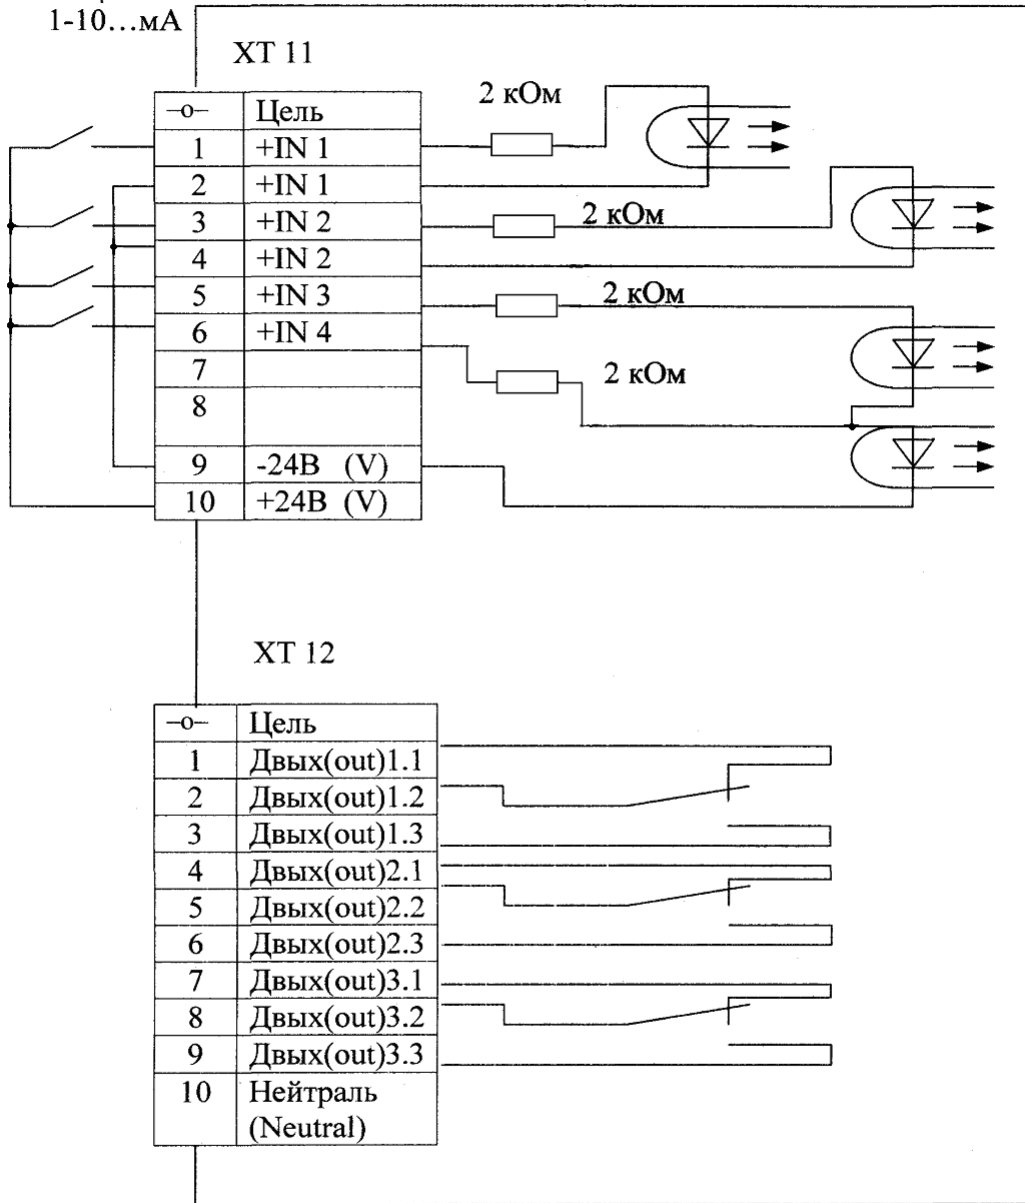 1-10...мА
XT 11
-o- Цель
1 +IN 1
2 +IN 1
3 +IN 2
4 +IN 2
5 +IN 3
6 +IN 4
7
8
9 -24В (V)
10 +24В (V)
2 кОм
2 кОм
2 кОм
2 кОм
XT 12
-o- Цель
1 Двых(out)1.1
2 Двых(out)1.2
3 Двых(out)1.3
4 Двых(out)2.1
5 Двых(out)2.2
6 Двых(out)2.3
7 Двых(out)3.1
8 Двых(out)3.2
9 Двых(out)3.3
10 Нейтраль
(Neutral)